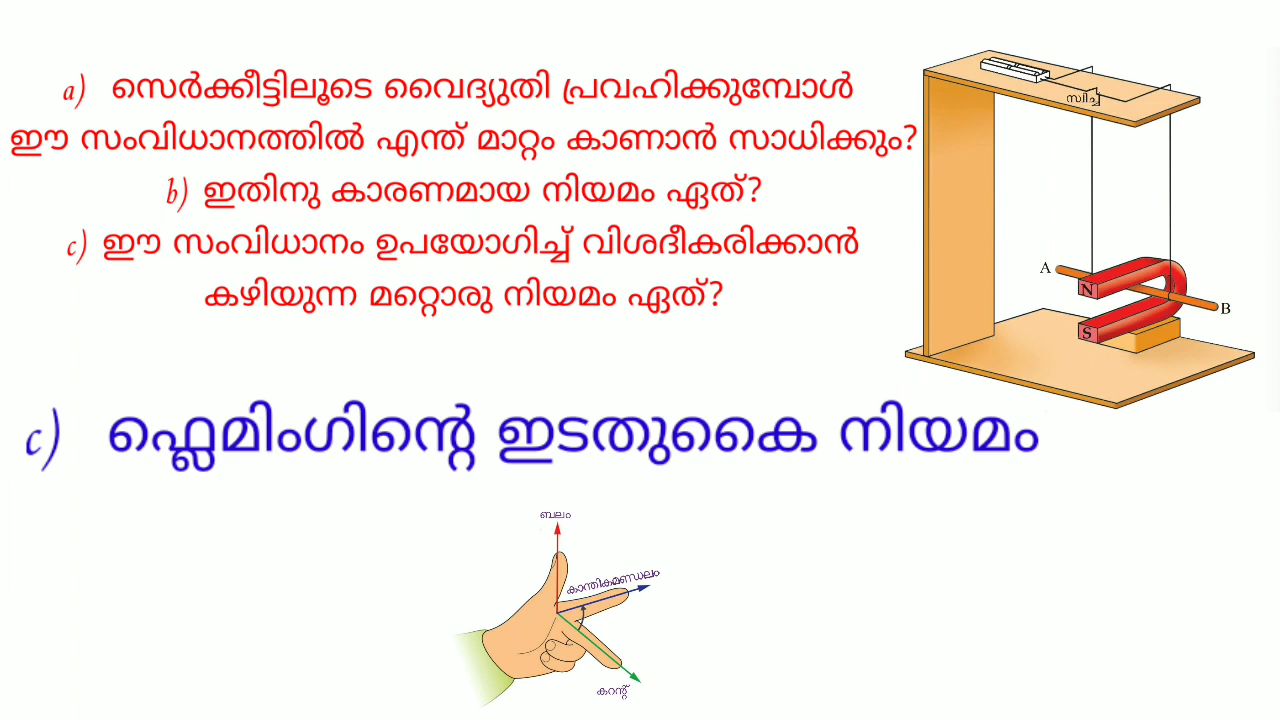 a) സെർക്കീട്ടിലൂടെ വൈദ്യുതി പ്രവഹിക്കുമ്പോൾ
ഈ സംവിധാനത്തിൽ എന്ത് മാറ്റം കാണാൻ സാധിക്കും?
b) ഇതിനു കാരണമായ നിയമം ഏത്?
c) ഈ സംവിധാനം ഉപയോഗിച്ച് വിശദീകരിക്കാൻ
കഴിയുന്ന മറ്റൊരു നിയമം ഏത്?
സ്വിച്ച്
A
N
B
S
c) ഫ്ലെമിംഗിന്റെ ഇടതുകൈ നിയമം
ബലം
കാന്തികമണ്ഡലം
കറന്റ്